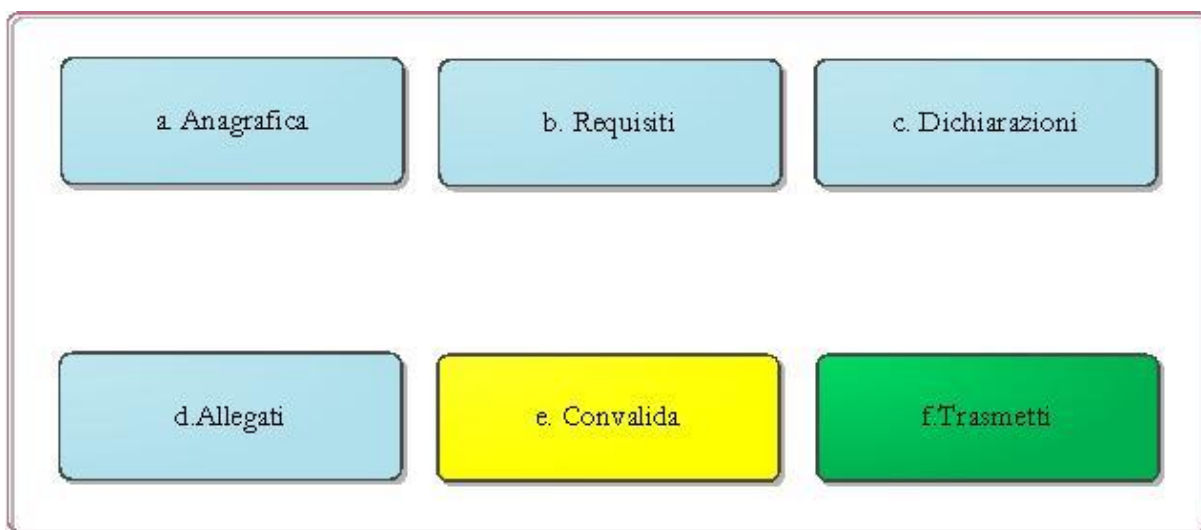 a. Anagrafica
b. Requisiti
c. Dichiarazioni
d.Allegati
e. Convalida
f.Trasmetti